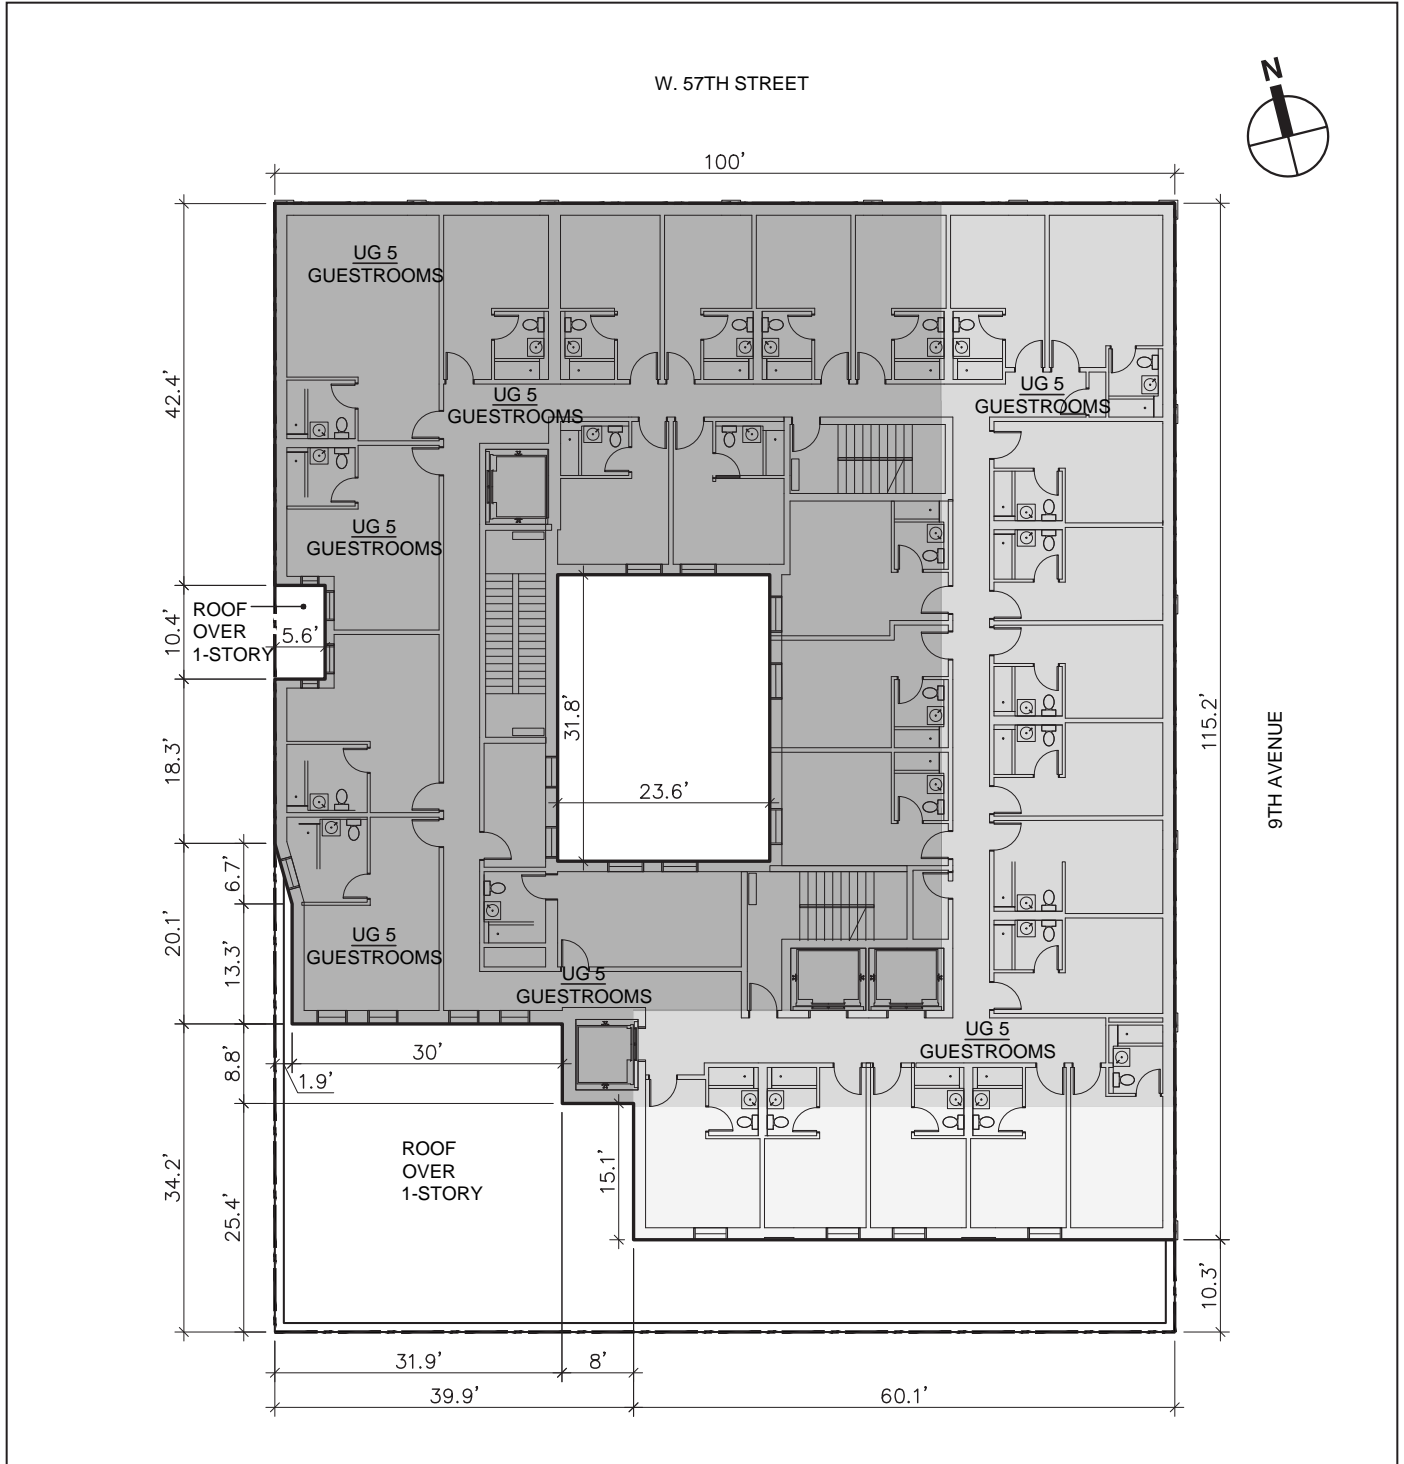 W. 57TH STREET
N
100'
UG 5
GUESTROOMS
42.4'
UG 5
GUESTROOMS
UG 5
GUESTROOMS
UG 5
GUESTROOMS
10.4'
ROOF
OVER
1-STORY
5.6'
31.8'
23.6'
115.2'
9TH AVENUE
18.3'
6.7'
20.1'
13.3'
UG 5
GUESTROOMS
UG 5
GUESTROOMS
UG 5
GUESTROOMS
8.8'
30'
1.9'
34.2'
25.4'
ROOF
OVER
1-STORY
15.1'
10.3'
31.9'
8'
39.9'
60.1'